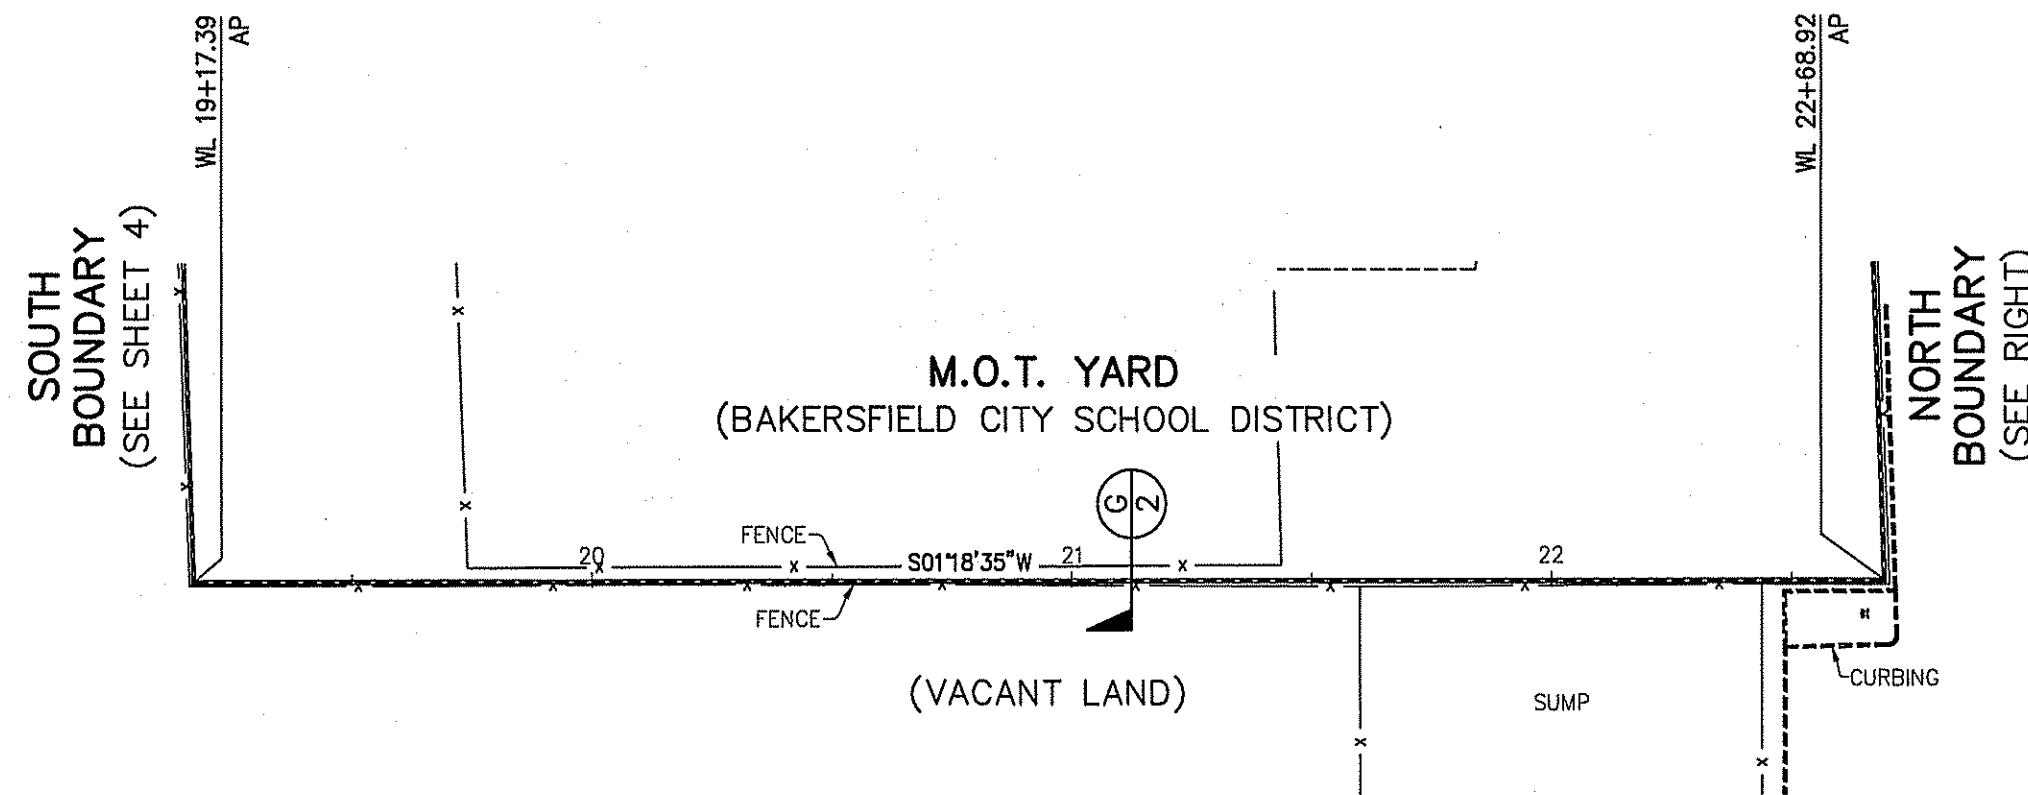 WL 19+17.39
AP
WL 22+68.92
AP
SOUTH
BOUNDARY
(SEE SHEET 4)
NORTH
BOUNDARY
(SEE RIGHT)
M.O.T. YARD
(BAKERSFIELD CITY SCHOOL DISTRICT)
G
2
FENCE
20
S01°18'35"W
21
22
FENCE
(VACANT LAND)
SUMP
CURBING